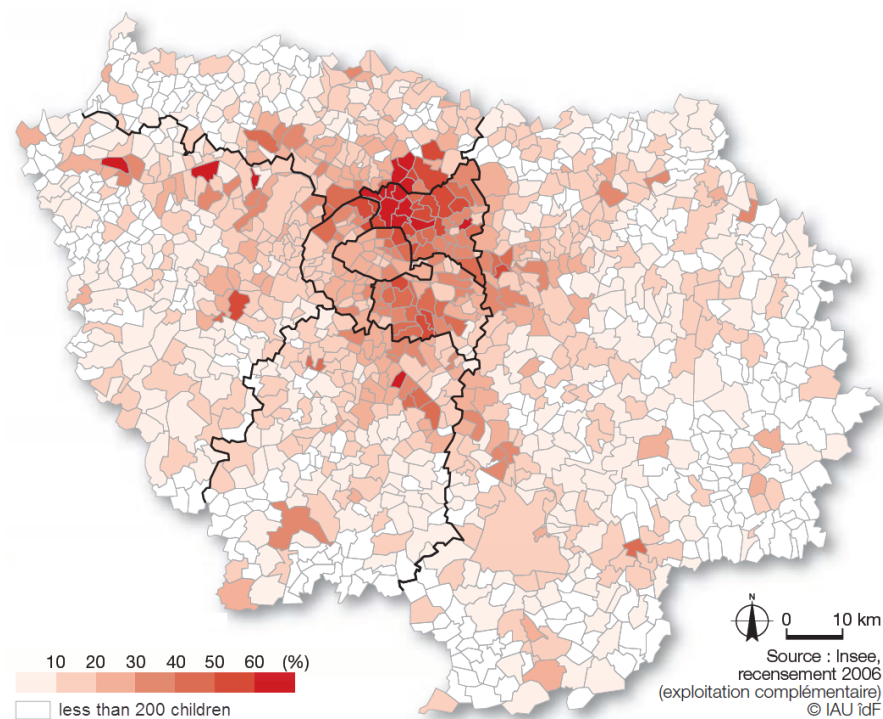 N
0 10 km
10 20 30 40 50 60 (%)
less than 200 children
Source : Insee,
recensement 2006
(exploitation complémentaire)
© IAU îdF